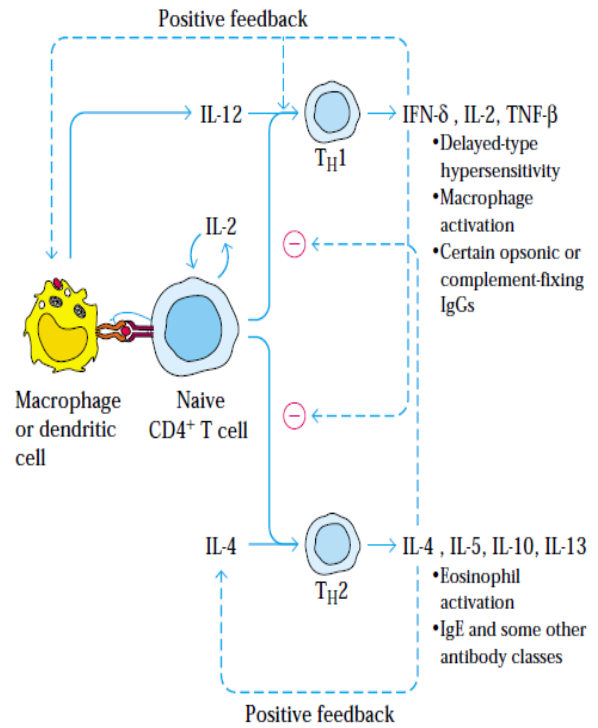 Positive feedback
IL-12
T_H1
IFN-δ , IL-2, TNF-β
•Delayed-type
hypersensitivity
•Macrophage
activation
•Certain opsonic or
complement-fixing
IgGs
IL-2
−
Macrophage
or dendritic
cell
Naive
CD4⁺ T cell
−
IL-4
T_H2
IL-4 , IL-5, IL-10, IL-13
•Eosinophil
activation
•IgE and some other
antibody classes
Positive feedback